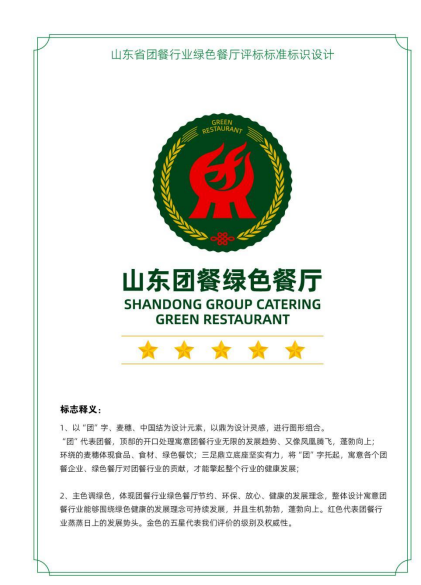 山东省团餐行业绿色餐厅评标标准标识设计
GREEN
RESTAURANT
山东团餐绿色餐厅
SHANDONG GROUP CATERING
GREEN RESTAURANT
标志释义：
1、以“团”字、麦穗、中国结为设计元素，以鼎为设计灵感，进行图形组合。
“团”代表团餐，顶部的开口处理寓意团餐行业无限的发展趋势、又像凤凰腾飞，蓬勃向上；
环绕的麦穗体现食品、食材、绿色餐饮；三足鼎立底座坚实有力，将“团”字托起，寓意各个团
餐企业、绿色餐厅对团餐行业的贡献，才能擎起整个行业的健康发展；
2、主色调绿色，体现团餐行业绿色餐厅节约、环保、放心、健康的发展理念，整体设计寓意团
餐行业能够围绕绿色健康的发展理念可持续发展，并且生机勃勃，蓬勃向上。红色代表团餐行
业蒸蒸日上的发展势头。金色的五星代表我们评价的级别及权威性。